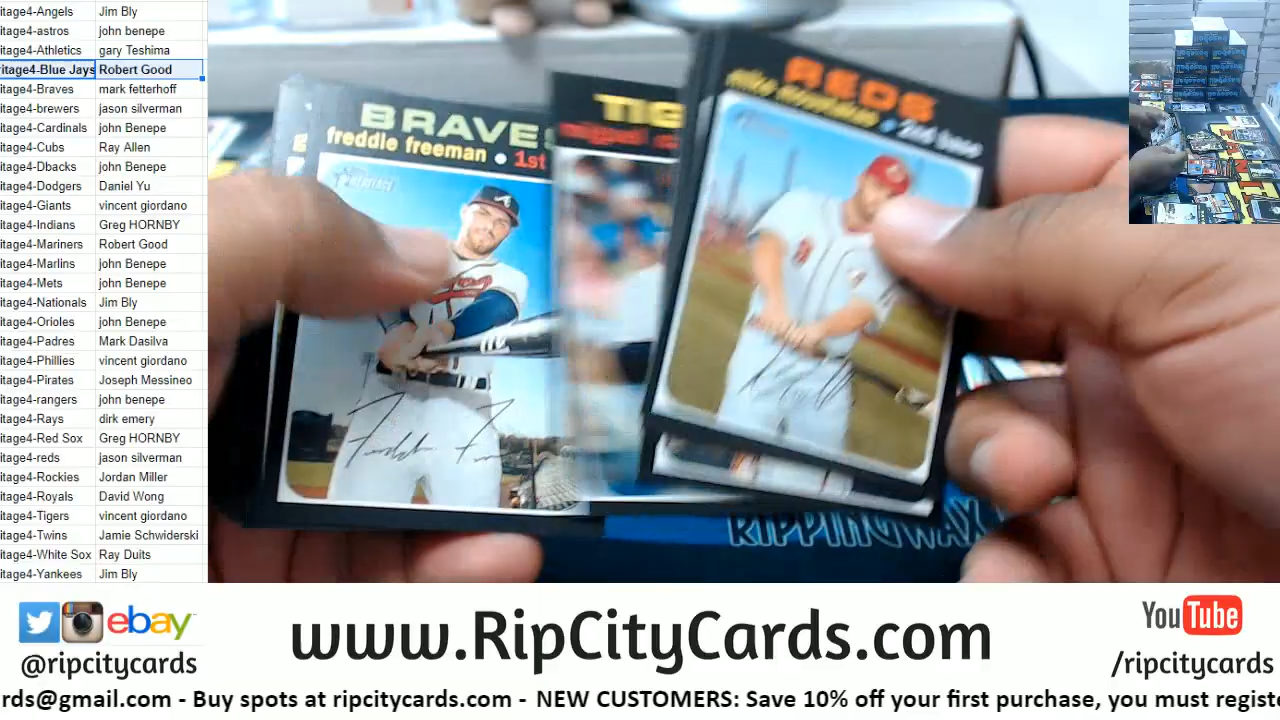 itage4-Angels Jim Bly
itage4-astros john benepe
itage4-Athletics gary Teshima
ritage4-Blue Jays Robert Good
itage4-Braves mark fetterhoff
itage4-brewers jason silverman
itage4-Cardinals john Benepe
itage4-Cubs Ray Allen
itage4-Dbacks john Benepe
itage4-Dodgers Daniel Yu
itage4-Giants vincent giordano
itage4-Indians Greg HORNBY
itage4-Mariners Robert Good
itage4-Marlins john Benepe
itage4-Mets john Benepe
itage4-Nationals Jim Bly
itage4-Orioles john Benepe
itage4-Padres Mark Dasilva
itage4-Phillies vincent giordano
itage4-Pirates Joseph Messineo
itage4-rangers john benepe
itage4-Rays dirk emery
itage4-Red Sox Greg HORNBY
itage4-reds jason silverman
itage4-Rockies Jordan Miller
itage4-Royals David Wong
itage4-Tigers vincent giordano
itage4-Twins Jamie Schwiderski
itage4-White Sox Ray Duits
itage4-Yankees Jim Bly
BRAVES
freddie freeman • 1st
HERITAGE
TIG
miguel
REDS
2nd base
RIPPINGWAX
ebay
@ripcitycards
www.RipCityCards.com
YouTube
/ripcitycards
rds@gmail.com - Buy spots at ripcitycards.com - NEW CUSTOMERS: Save 10% off your first purchase, you must registe